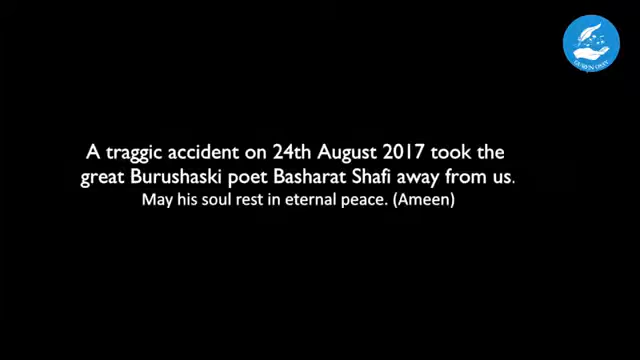 A traggic accident on 24th August 2017 took the
great Burushaski poet Basharat Shafi away from us.
May his soul rest in eternal peace. (Ameen)